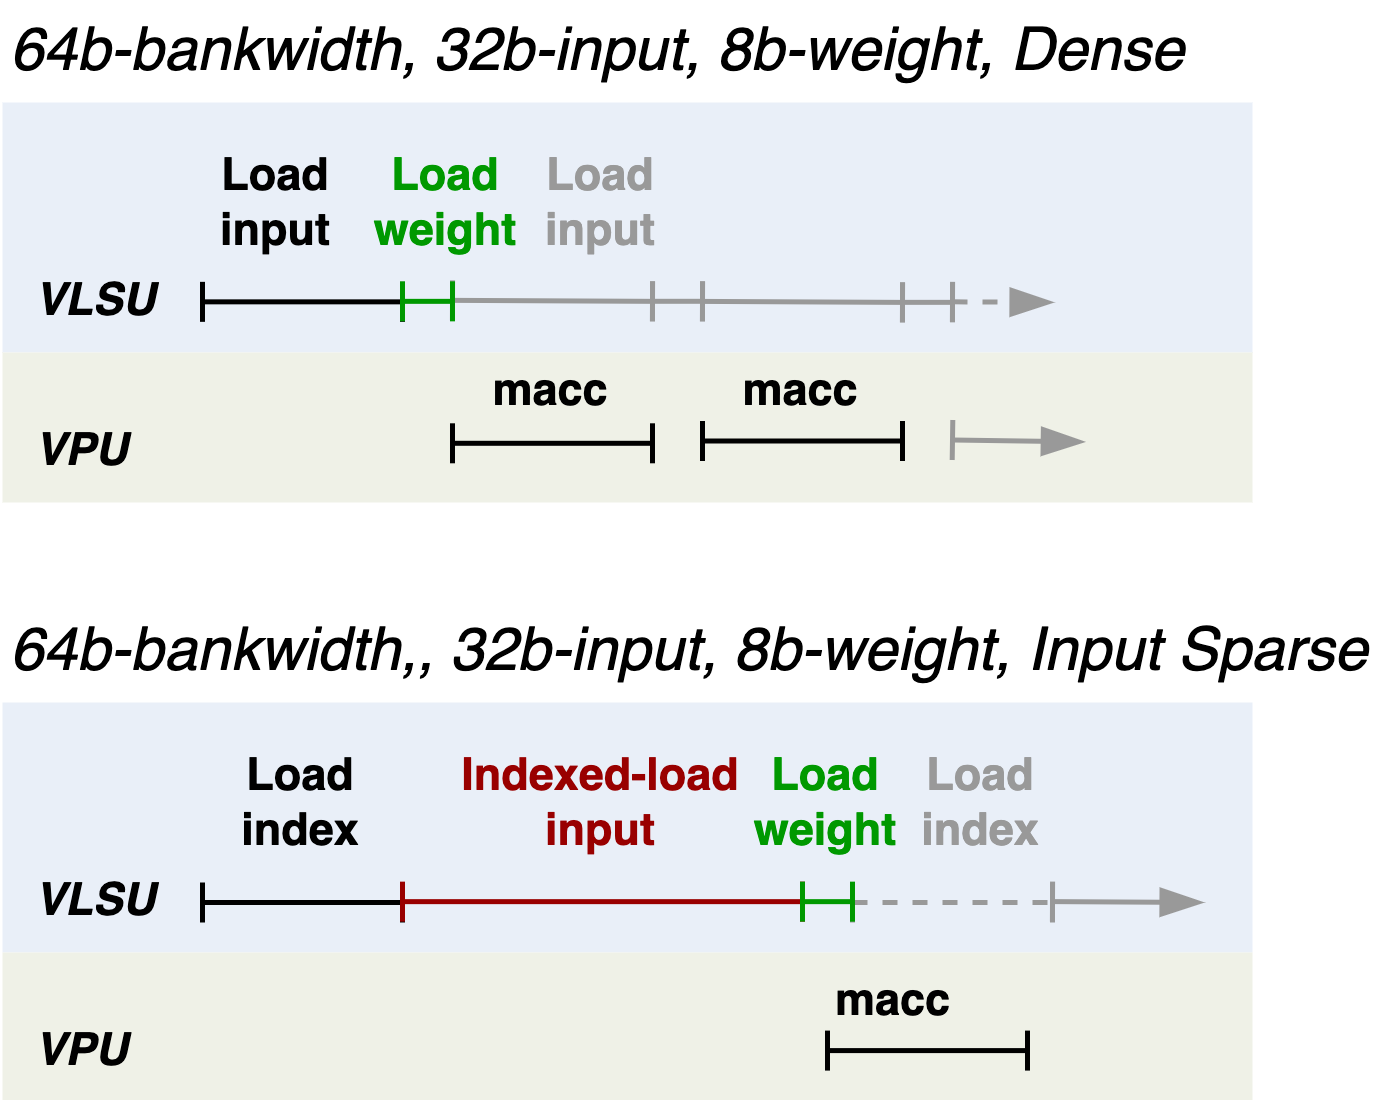 64b-bankwidth, 32b-input, 8b-weight, Dense
Load Load Load
input weight input
VLSU
macc macc
VPU
64b-bankwidth,, 32b-input, 8b-weight, Input Sparse
Load Indexed-load Load Load
index input weight index
VLSU
macc
VPU